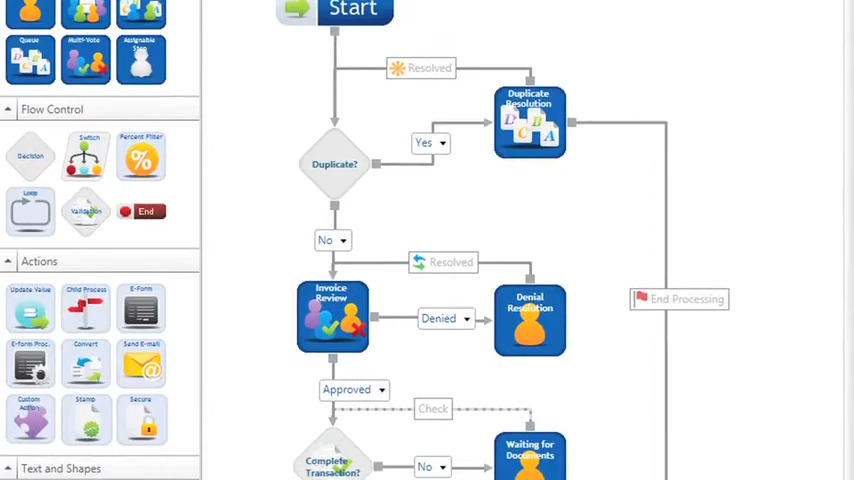 Queue
Multi-Vote
Assignable
Step
Flow Control
Decision
Switch
Percent Filter
%
Loop
Validation
End
Actions
Update Value
Child Process
E-Form
E-Form Proc.
Convert
Send E-mail
@
Custom
Action
Stamp
Secure
Text and Shapes
Start
Resolved
Duplicate
Resolution
D
C
B
A
Duplicate?
Yes
No
Resolved
Invoice
Review
Denied
Denial
Resolution
End Processing
Approved
Check
Complete
Transaction?
No
Waiting for
Documents